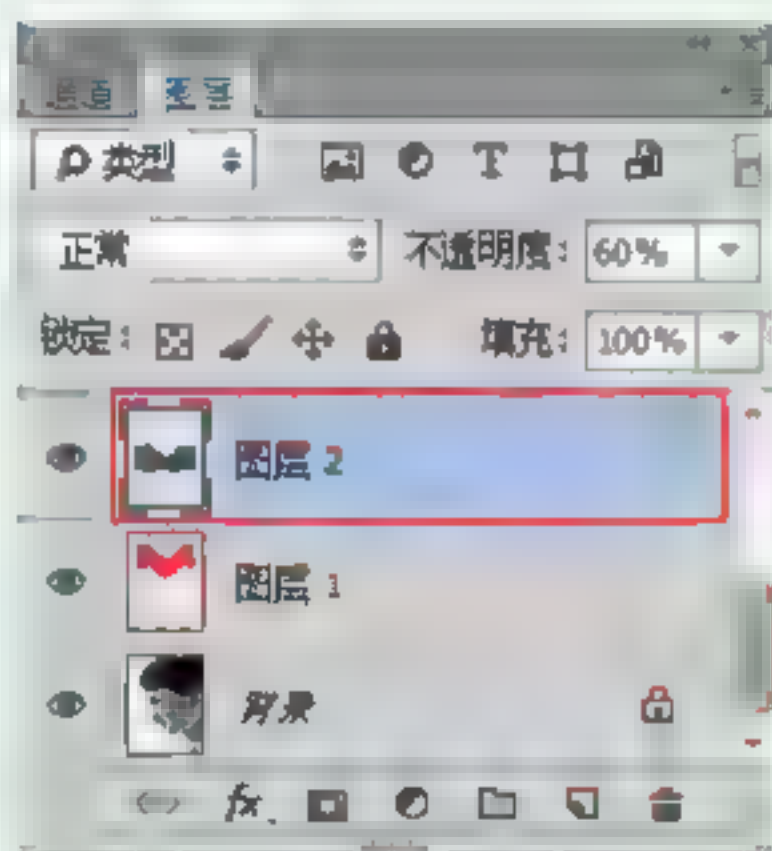 通道 图层
类型
正常 不透明度: 60%
锁定: 填充: 100%
图层 2
图层 1
背景
fx.